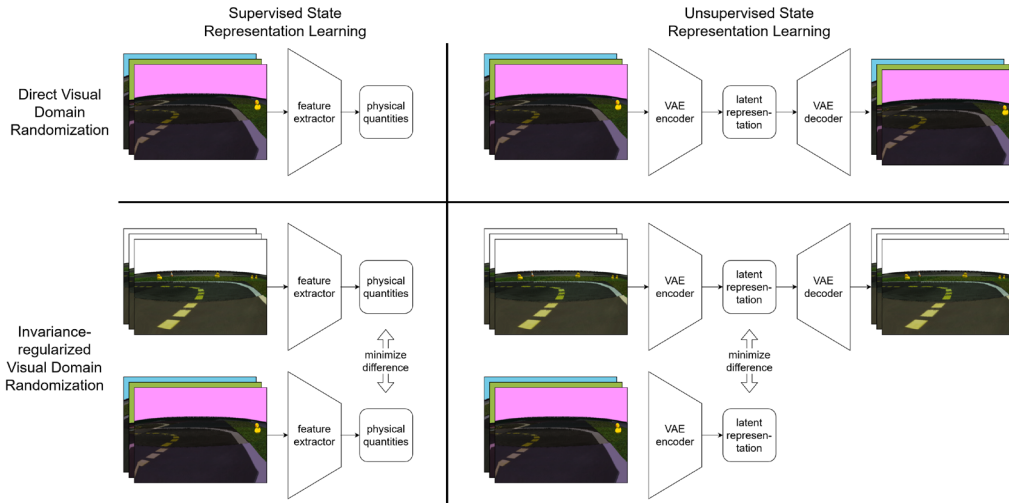 Supervised State
Representation Learning
Unsupervised State
Representation Learning
Direct Visual
Domain
Randomization
feature
extractor
physical
quantities
VAE
encoder
latent
represen-
tation
VAE
decoder
Invariance-
regularized
Visual Domain
Randomization
feature
extractor
physical
quantities
minimize
difference
feature
extractor
physical
quantities
VAE
encoder
latent
represen-
tation
VAE
decoder
minimize
difference
VAE
encoder
latent
represen-
tation